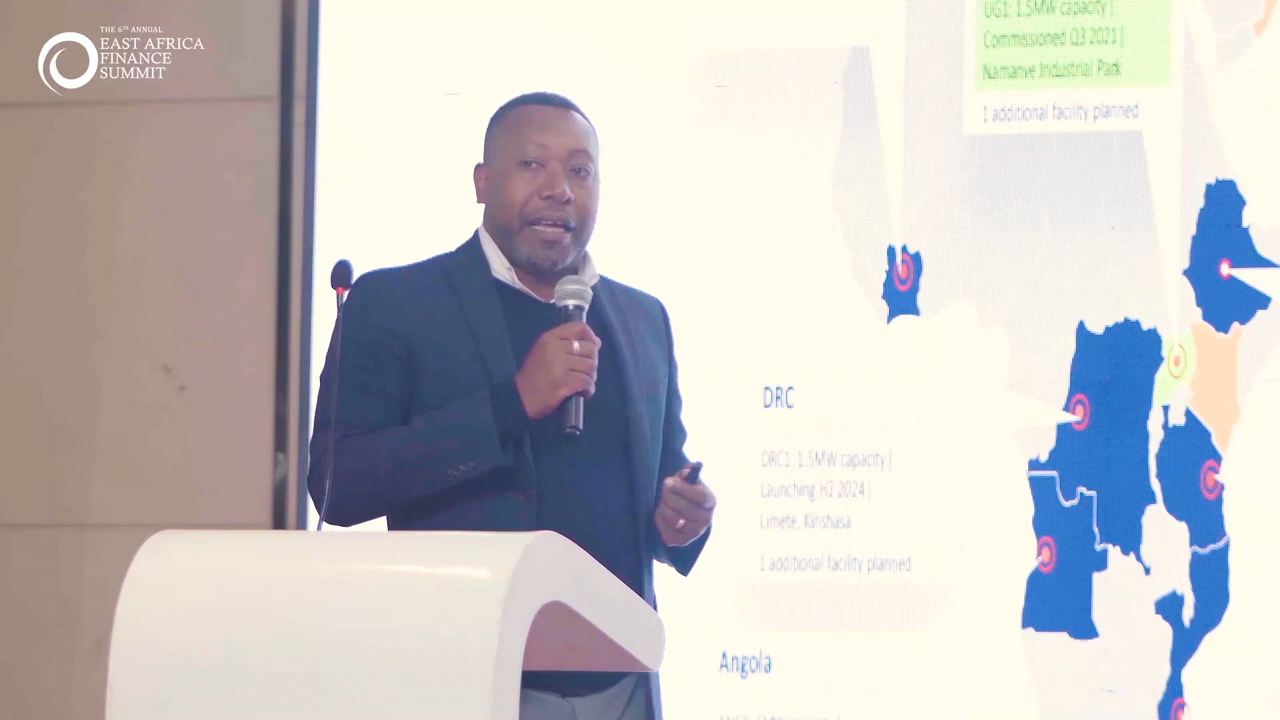 THE 6TH ANNUAL
EAST AFRICA
FINANCE
SUMMIT
UG1: 1.5MW capacity |
Commissioned Q3 2021 |
Namanve Industrial Park
1 additional facility planned
DRC
DRC1: 1.5MW capacity |
Launching H2 2024 |
Limete, Kinshasa
1 additional facility planned
Angola